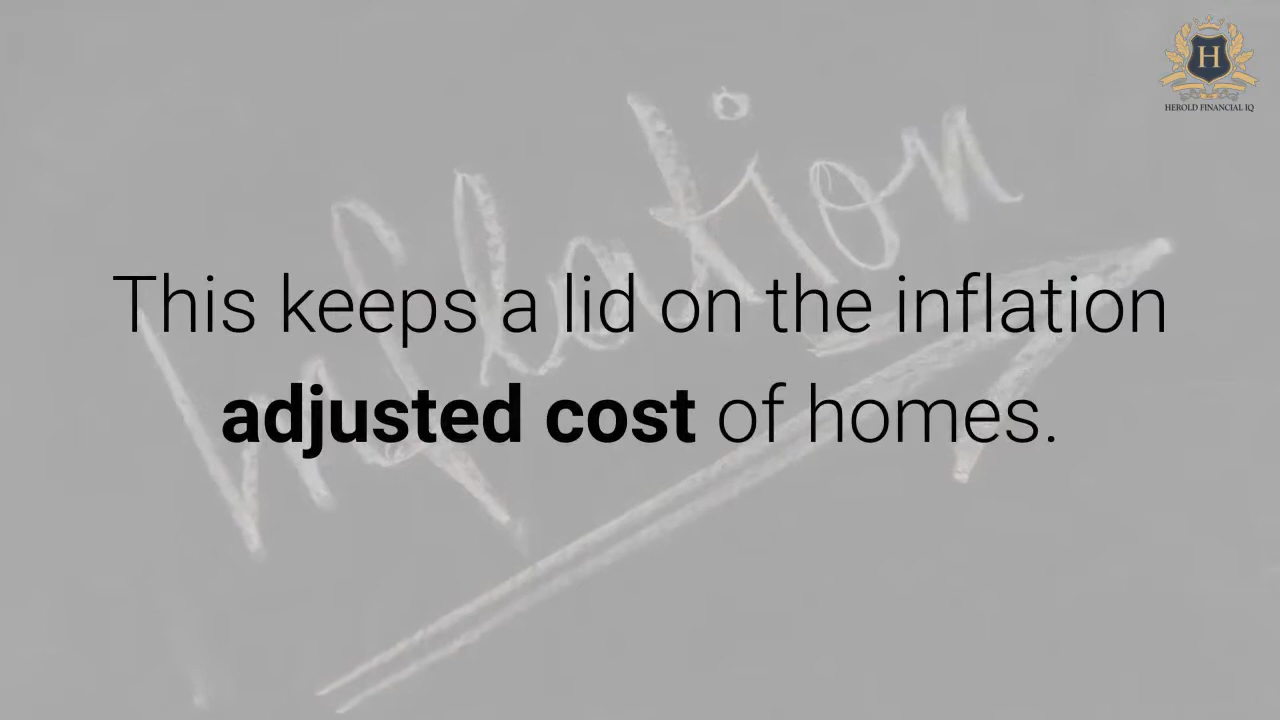 H
HEROLD FINANCIAL IQ
Inflation
This keeps a lid on the inflation
adjusted cost of homes.